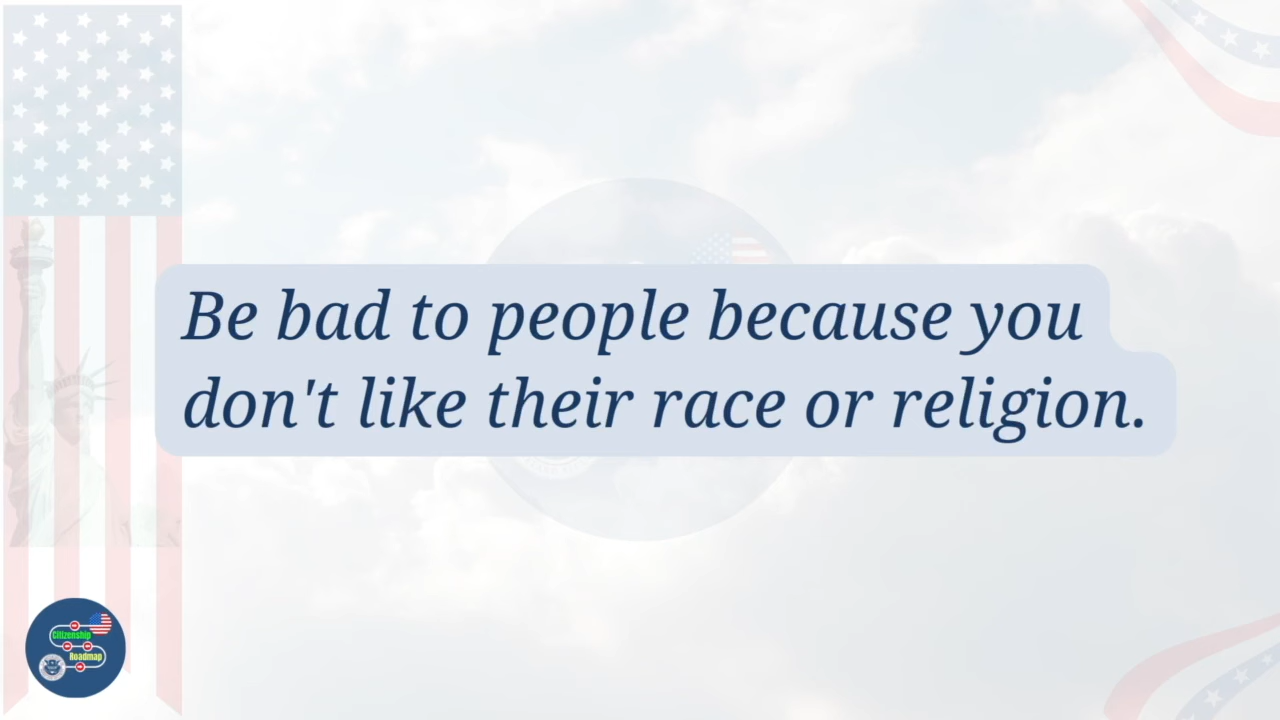 Be bad to people because you
don't like their race or religion.
Citizenship
Roadmap